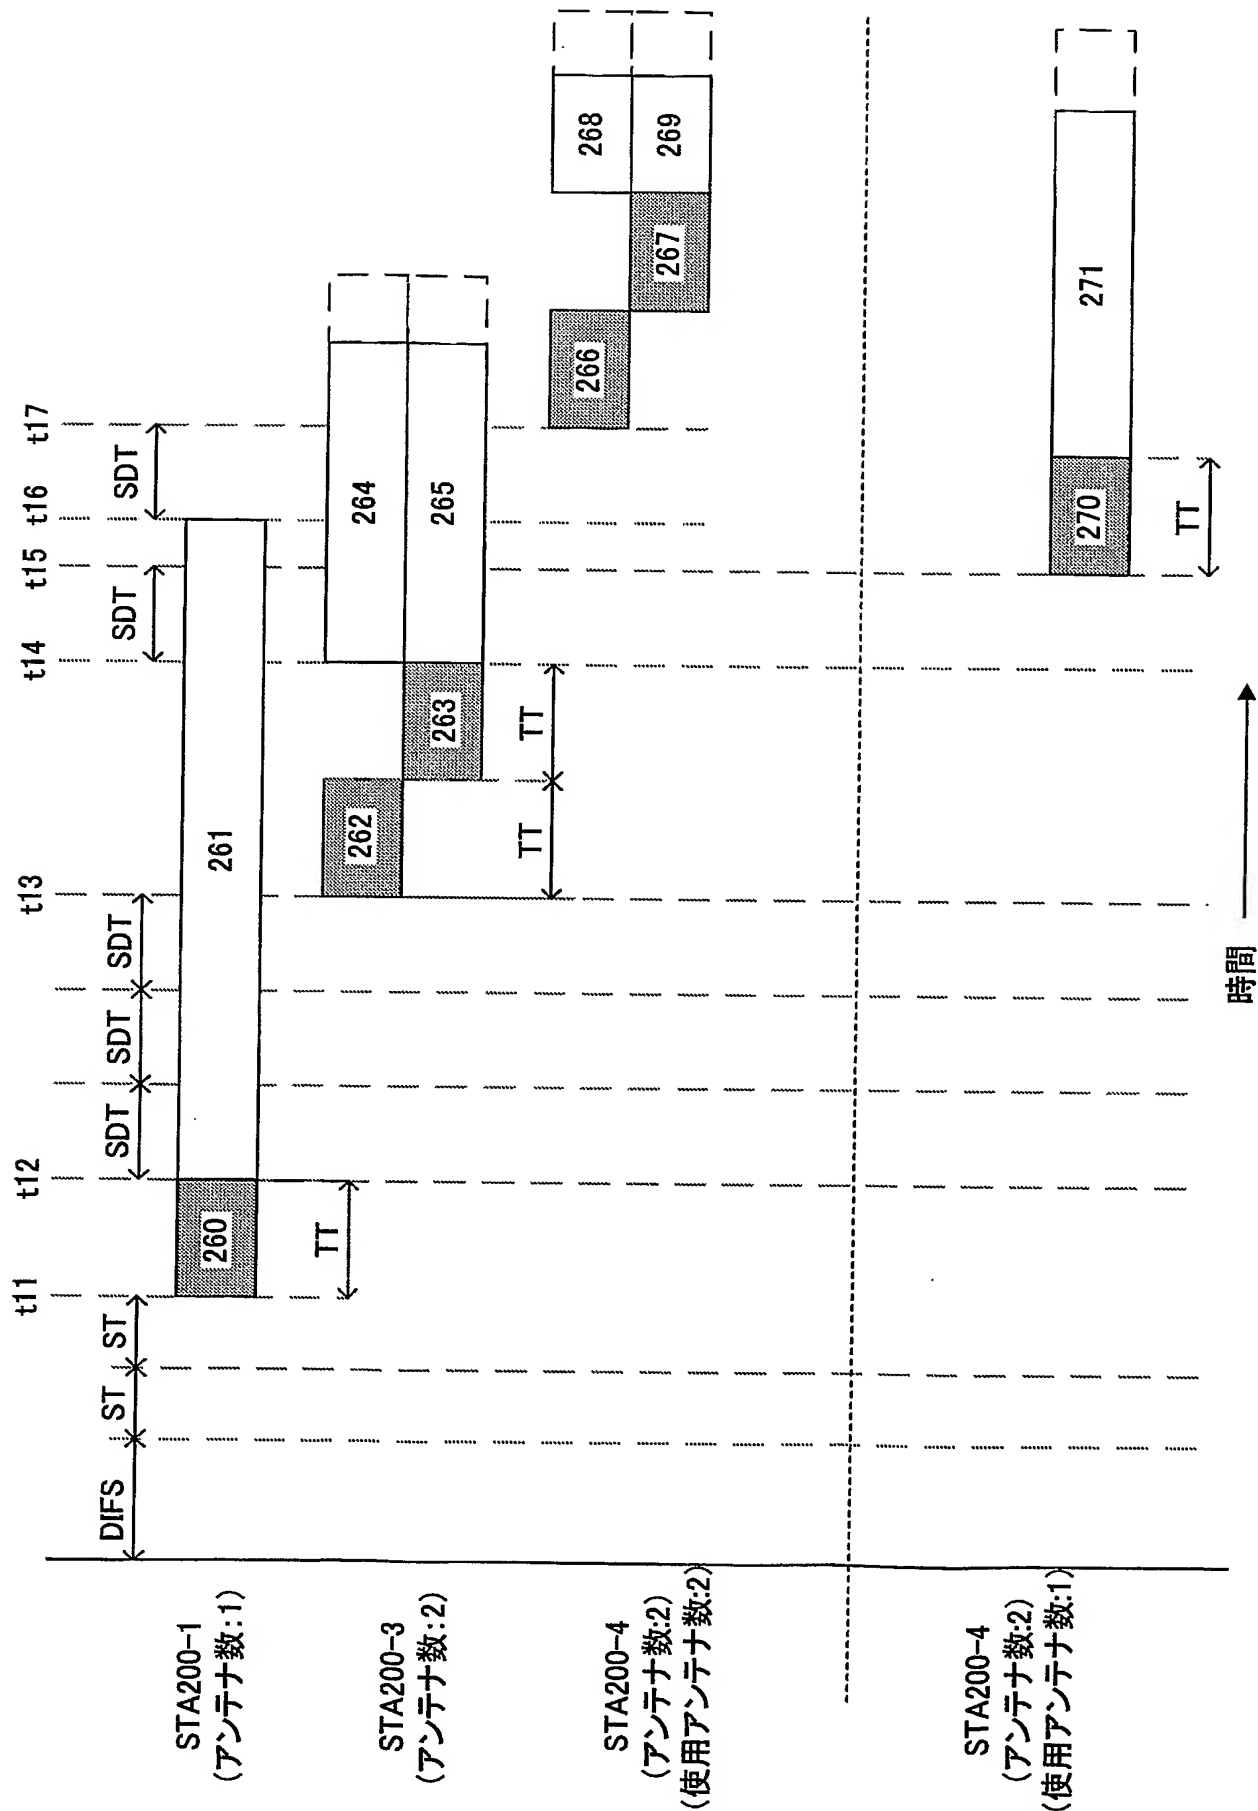 t11
t12
t13
t14
t15
t16
t17
DIFS
ST
ST
SDT
SDT
SDT
SDT
SDT
STA200-1
(アンテナ数:1)
260
261
TT
STA200-3
(アンテナ数:2)
262
263
264
265
TT
TT
STA200-4
(アンテナ数:2)
(使用アンテナ数:2)
266
267
268
269
STA200-4
(アンテナ数:2)
(使用アンテナ数:1)
270
271
TT
時間